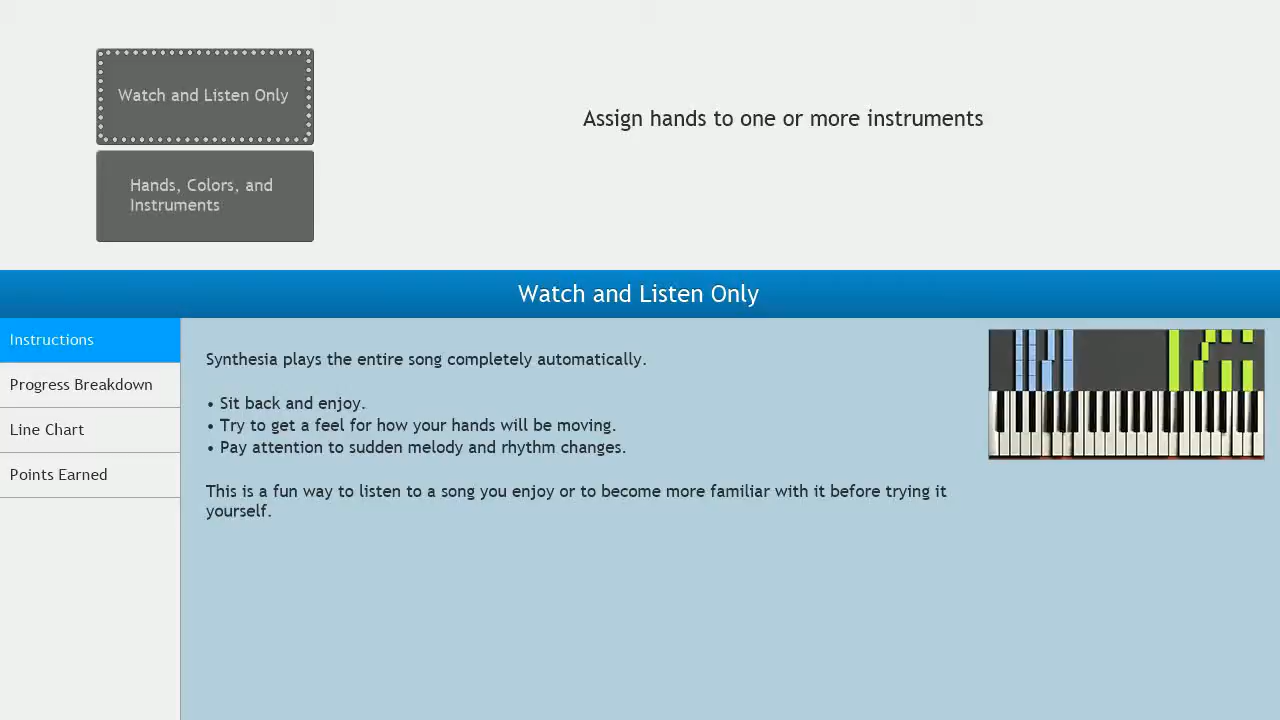 Watch and Listen Only
Assign hands to one or more instruments
Hands, Colors, and
Instruments
Watch and Listen Only
Instructions
Progress Breakdown
Line Chart
Points Earned
Synthesia plays the entire song completely automatically.
• Sit back and enjoy.
• Try to get a feel for how your hands will be moving.
• Pay attention to sudden melody and rhythm changes.
This is a fun way to listen to a song you enjoy or to become more familiar with it before trying it
yourself.